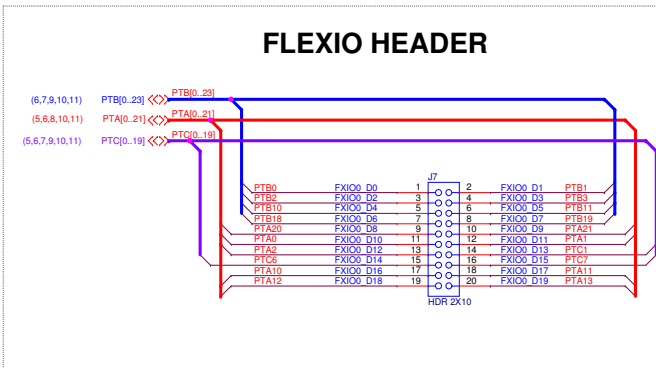 FLEXIO HEADER
PTB[0..23]
(6,7,9,10,11) PTB[0..23]
PTA[0..21]
(5,6,8,10,11) PTA[0..21]
PTC[0..19]
(5,6,7,9,10,11) PTC[0..19]
J7
PTB0 FXIO0_D0 1 2 FXIO0_D1 PTB1
PTB2 FXIO0_D2 3 4 FXIO0_D3 PTB3
PTB10 FXIO0_D4 5 6 FXIO0_D5 PTB11
PTB18 FXIO0_D6 7 8 FXIO0_D7 PTB19
PTA20 FXIO0_D8 9 10 FXIO0_D9 PTA21
PTA0 FXIO0_D10 11 12 FXIO0_D11 PTA1
PTA2 FXIO0_D12 13 14 FXIO0_D13 PTC1
PTC6 FXIO0_D14 15 16 FXIO0_D15 PTC7
PTA10 FXIO0_D16 17 18 FXIO0_D17 PTA11
PTA12 FXIO0_D18 19 20 FXIO0_D19 PTA13
HDR 2X10